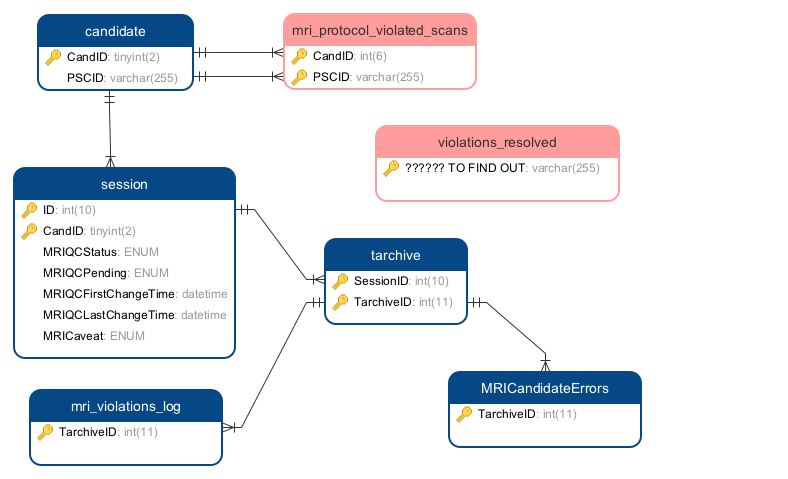 candidate
CandID: tinyint(2)
PSCID: varchar(255)
mri_protocol_violated_scans
CandID: int(6)
PSCID: varchar(255)
violations_resolved
?????? TO FIND OUT: varchar(255)
session
ID: int(10)
CandID: tinyint(2)
MRIQCStatus: ENUM
MRIQCPending: ENUM
MRIQCFirstChangeTime: datetime
MRIQCLastChangeTime: datetime
MRICaveat: ENUM
tarchive
SessionID: int(10)
TarchiveID: int(11)
mri_violations_log
TarchiveID: int(11)
MRICandidateErrors
TarchiveID: int(11)